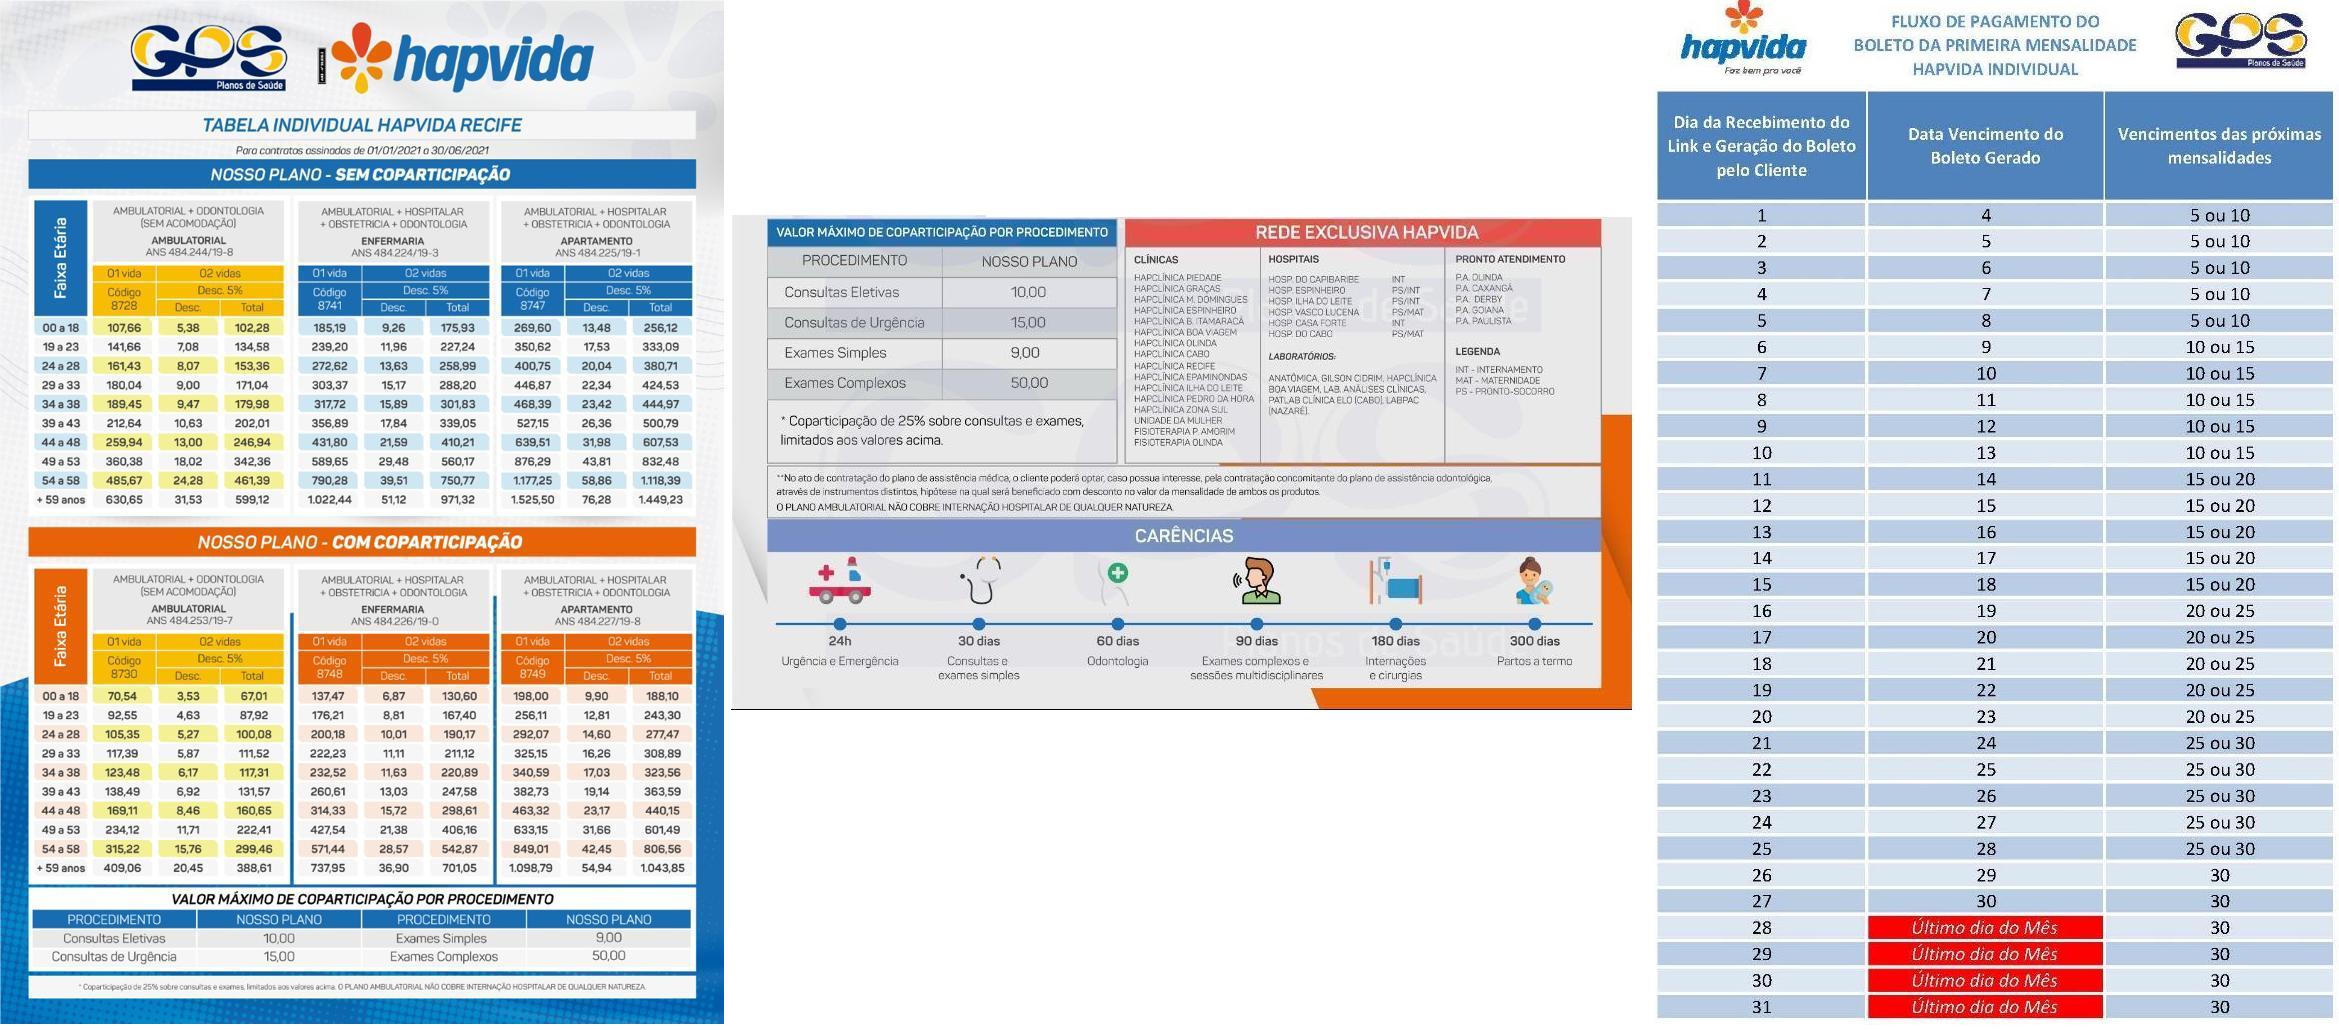 GPS
Planos de Saúde
hapvida
TABELA INDIVIDUAL HAPVIDA RECIFE
Para contratos assinados de 01/01/2021 a 30/06/2021
NOSSO PLANO - SEM COPARTICIPAÇÃO
Faixa Etária
AMBULATORIAL + ODONTOLOGIA
(SEM ACOMODAÇÃO)
AMBULATORIAL
ANS 484.244/19-8
AMBULATORIAL + HOSPITALAR
+ OBSTETRICIA + ODONTOLOGIA
ENFERMARIA
ANS 484.224/19-3
AMBULATORIAL + HOSPITALAR
+ OBSTETRICIA + ODONTOLOGIA
APARTAMENTO
ANS 484.225/19-1
01 vida 02 vidas 01 vida 02 vidas 01 vida 02 vidas
Código 8728 Desc. 5% Código 8741 Desc. 5% Código 8747 Desc. 5%
Desc. Total Desc. Total Desc. Total
00 a 18 107,66 5,38 102,28 185,19 9,26 175,93 269,60 13,48 256,12
19 a 23 141,66 7,08 134,58 239,20 11,96 227,24 350,62 17,53 333,09
24 a 28 161,43 8,07 153,36 272,62 13,63 258,99 400,75 20,04 380,71
29 a 33 180,04 9,00 171,04 303,37 15,17 288,20 446,87 22,34 424,53
34 a 38 189,45 9,47 179,98 317,72 15,89 301,83 468,39 23,42 444,97
39 a 43 212,64 10,63 202,01 356,89 17,84 339,05 527,15 26,36 500,79
44 a 48 259,94 13,00 246,94 431,80 21,59 410,21 639,51 31,98 607,53
49 a 53 360,38 18,02 342,36 589,65 29,48 560,17 876,29 43,81 832,48
54 a 58 485,67 24,28 461,39 790,28 39,51 750,77 1.177,25 58,86 1.118,39
+ 59 anos 630,65 31,53 599,12 1.022,44 51,12 971,32 1.525,50 76,28 1.449,23
NOSSO PLANO - COM COPARTICIPAÇÃO
Faixa Etária
AMBULATORIAL + ODONTOLOGIA
(SEM ACOMODAÇÃO)
AMBULATORIAL
ANS 484.253/19-7
AMBULATORIAL + HOSPITALAR
+ OBSTETRICIA + ODONTOLOGIA
ENFERMARIA
ANS 484.226/19-0
AMBULATORIAL + HOSPITALAR
+ OBSTETRICIA + ODONTOLOGIA
APARTAMENTO
ANS 484.227/19-8
01 vida 02 vidas 01 vida 02 vidas 01 vida 02 vidas
Código 8730 Desc. 5% Código 8748 Desc. 5% Código 8749 Desc. 5%
Desc. Total Desc. Total Desc. Total
00 a 18 70,54 3,53 67,01 137,47 6,87 130,60 198,00 9,90 188,10
19 a 23 92,55 4,63 87,92 176,21 8,81 167,40 256,11 12,81 243,30
24 a 28 105,35 5,27 100,08 200,18 10,01 190,17 292,07 14,60 277,47
29 a 33 117,39 5,87 111,52 222,23 11,11 211,12 325,15 16,26 308,89
34 a 38 123,48 6,17 117,31 232,52 11,63 220,89 340,59 17,03 323,56
39 a 43 138,49 6,92 131,57 260,61 13,03 247,58 382,73 19,14 363,59
44 a 48 169,11 8,46 160,65 314,33 15,72 298,61 463,32 23,17 440,15
49 a 53 234,12 11,71 222,41 427,54 21,38 406,16 633,15 31,66 601,49
54 a 58 315,22 15,76 299,46 571,44 28,57 542,87 849,01 42,45 806,56
+ 59 anos 409,06 20,45 388,61 737,95 36,90 701,05 1.098,79 54,94 1.043,85
VALOR MÁXIMO DE COPARTICIPAÇÃO POR PROCEDIMENTO
PROCEDIMENTO NOSSO PLANO PROCEDIMENTO NOSSO PLANO
Consultas Eletivas 10,00 Exames Simples 9,00
Consultas de Urgência 15,00 Exames Complexos 50,00
* Coparticipação de 25% sobre consultas e exames, limitados aos valores acima. O PLANO AMBULATORIAL NÃO COBRE INTERNAÇÃO HOSPITALAR DE QUALQUER NATUREZA.
VALOR MÁXIMO DE COPARTICIPAÇÃO POR PROCEDIMENTO
PROCEDIMENTO NOSSO PLANO
Consultas Eletivas 10,00
Consultas de Urgência 15,00
Exames Simples 9,00
Exames Complexos 50,00
* Coparticipação de 25% sobre consultas e exames,
limitados aos valores acima.
REDE EXCLUSIVA HAPVIDA
CLÍNICAS
HAPCLÍNICA PIEDADE
HAPCLÍNICA GRAÇAS
HAPCLÍNICA M. DOMINGUES
HAPCLÍNICA ESPINHEIRO
HAPCLÍNICA B. ITAMARACÁ
HAPCLÍNICA BOA VIAGEM
HAPCLÍNICA OLINDA
HAPCLÍNICA CABO
HAPCLÍNICA RECIFE
HAPCLÍNICA EPAMINONDAS
HAPCLÍNICA ILHA DO LEITE
HAPCLÍNICA PEDRO DA HORA
HAPCLÍNICA ZONA SUL
UNIDADE DA MULHER
FISIOTERAPIA P. AMORIM
FISIOTERAPIA OLINDA
HOSPITAIS
HOSP. DO CAPIBARIBE INT
HOSP. ESPINHEIRO PS/INT
HOSP. ILHA DO LEITE PS/INT
HOSP. VASCO LUCENA PS/MAT
HOSP. CASA FORTE INT
HOSP. DO CABO PS/MAT
LABORATÓRIOS:
ANATÔMICA, GILSON CIDRIM, HAPCLÍNICA
BOA VIAGEM, LAB. ANÁLISES CLÍNICAS,
PATLAB CLÍNICA ELO (CABO), LABPAC
(NAZARÉ).
PRONTO ATENDIMENTO
P.A. OLINDA
P.A. CAXANGÁ
P.A. DERBY
P.A. GOIANA
P.A. PAULISTA
LEGENDA
INT - INTERNAMENTO
MAT - MATERNIDADE
PS - PRONTO-SOCORRO
**No ato de contratação do plano de assistência médica, o cliente poderá optar, caso possua interesse, pela contratação concomitante do plano de assistência odontológica,
através de instrumentos distintos, hipótese na qual será beneficiado com desconto no valor da mensalidade de ambos os produtos.
O PLANO AMBULATORIAL NÃO COBRE INTERNAÇÃO HOSPITALAR DE QUALQUER NATUREZA.
CARÊNCIAS
24h
Urgência e Emergência
30 dias
Consultas e
exames simples
60 dias
Odontologia
90 dias
Exames complexos e
sessões multidisciplinares
180 dias
Internações
e cirurgias
300 dias
Partos a termo
hapvida
Faz bem pra você
FLUXO DE PAGAMENTO DO
BOLETO DA PRIMEIRA MENSALIDADE
HAPVIDA INDIVIDUAL
GPS
Planos de Saúde
Dia da Recebimento do
Link e Geração do Boleto
pelo Cliente
Data Vencimento do
Boleto Gerado
Vencimentos das próximas
mensalidades
1 4 5 ou 10
2 5 5 ou 10
3 6 5 ou 10
4 7 5 ou 10
5 8 5 ou 10
6 9 10 ou 15
7 10 10 ou 15
8 11 10 ou 15
9 12 10 ou 15
10 13 10 ou 15
11 14 15 ou 20
12 15 15 ou 20
13 16 15 ou 20
14 17 15 ou 20
15 18 15 ou 20
16 19 20 ou 25
17 20 20 ou 25
18 21 20 ou 25
19 22 20 ou 25
20 23 20 ou 25
21 24 25 ou 30
22 25 25 ou 30
23 26 25 ou 30
24 27 25 ou 30
25 28 25 ou 30
26 29 30
27 30 30
28 Último dia do Mês 30
29 Último dia do Mês 30
30 Último dia do Mês 30
31 Último dia do Mês 30